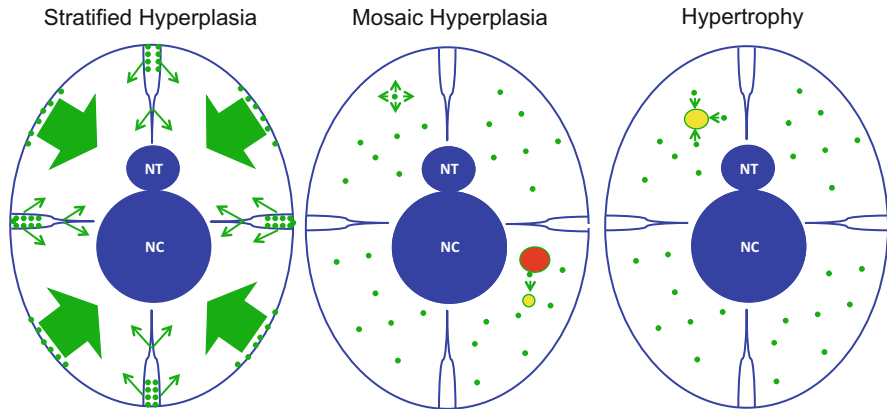 Stratified Hyperplasia
Mosaic Hyperplasia
Hypertrophy
NT
NC
NT
NC
NT
NC